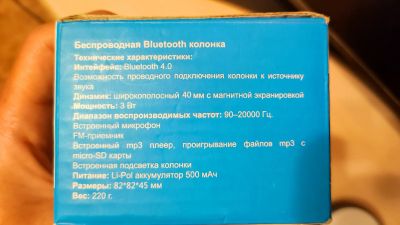 Беспроводная Bluetooth колонка
Технические характеристики:
Интейфейс: Bluetooth 4.0
Возможность проводного подключения колонки к источнику
звука
Динамик: широкополосный 40 мм с магнитной экранировкой
Мощность: 3 Вт
Диапазон воспроизводимых частот: 90–20000 Гц.
Встроенный микрофон
FM-приемник
Встроенный mp3 плеер, проигрывание файлов mp3 с
micro-SD карты
Встроенная подсветка колонки
Питание: Li-Pol аккумулятор 500 мАч
Размеры: 82*82*45 мм
Вес: 220 г.